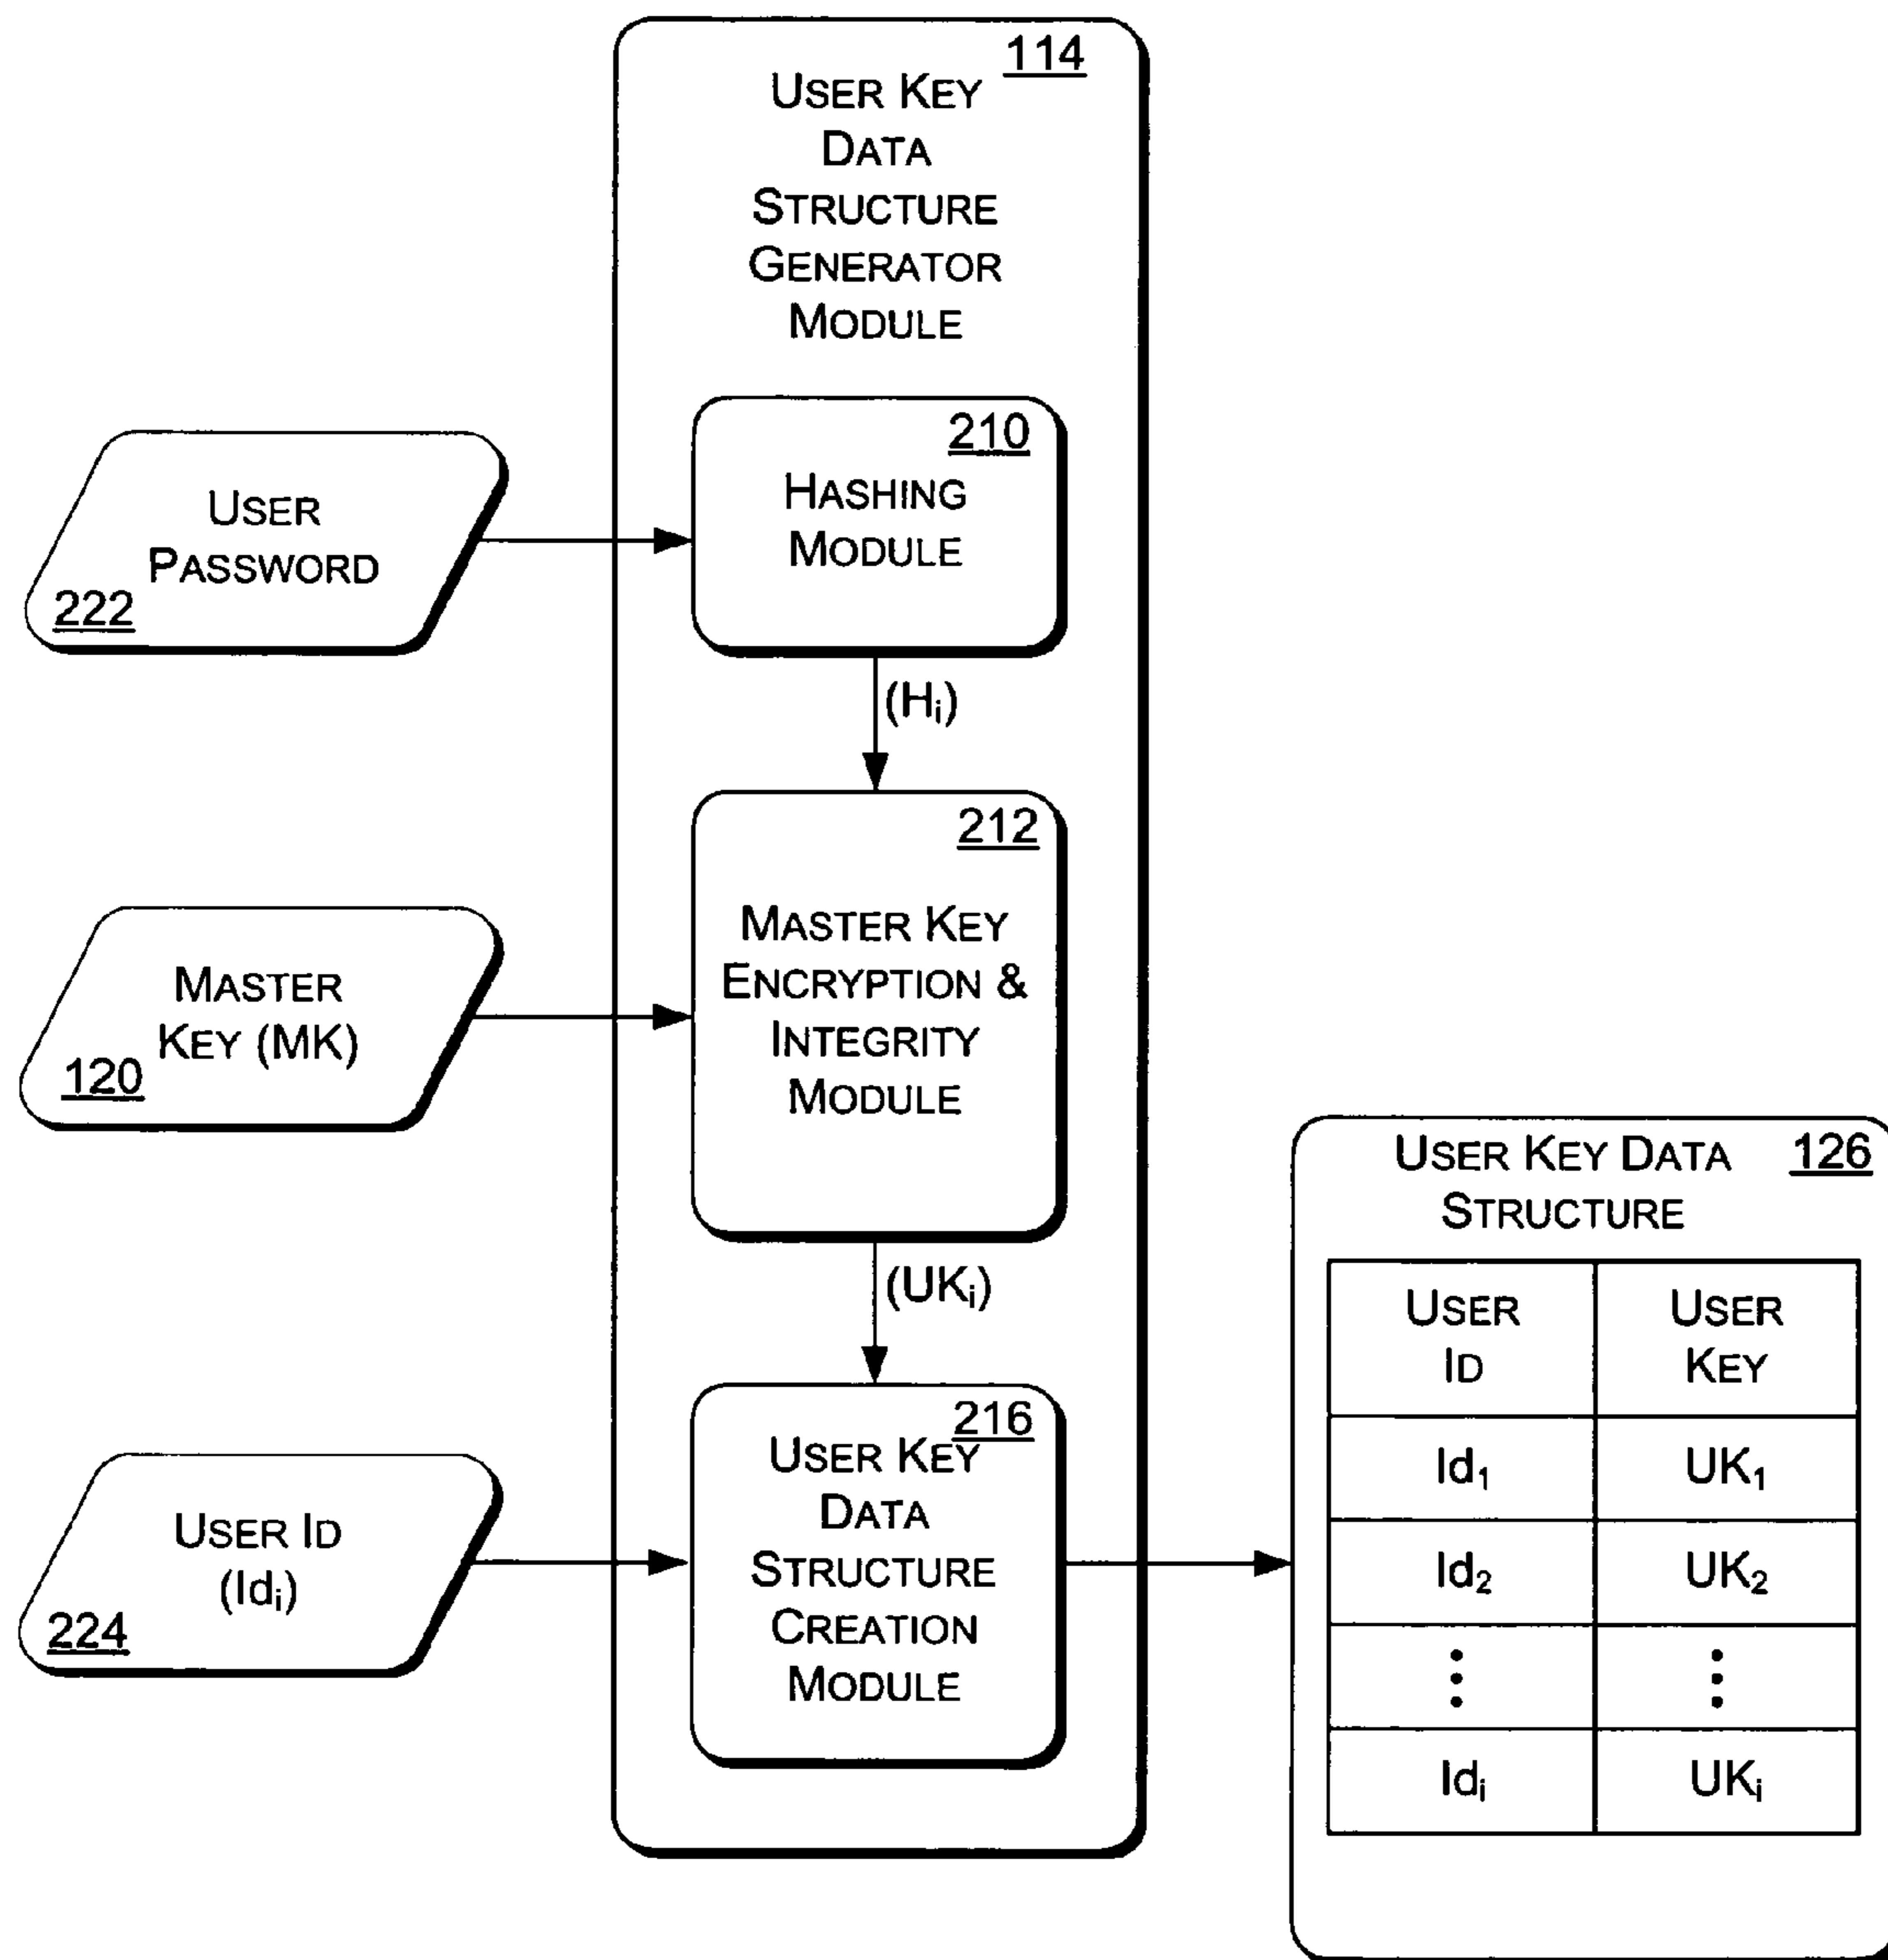 114
USER KEY
DATA
STRUCTURE
GENERATOR
MODULE
210
HASHING
MODULE
USER
PASSWORD
222
(Hi)
212
MASTER KEY
ENCRYPTION &
INTEGRITY
MODULE
MASTER
KEY (MK)
120
(UKi)
216
USER KEY
DATA
STRUCTURE
CREATION
MODULE
USER ID
(Idi)
224
USER KEY DATA 126
STRUCTURE
USER
ID
USER
KEY
Id1 UK1
Id2 UK2
⋮ ⋮
Idi UKi